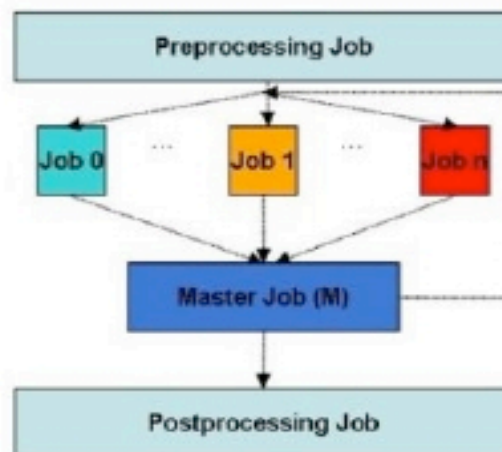 Preprocessing Job
Job 0 ... Job 1 ... Job n
Master Job (M)
Postprocessing Job